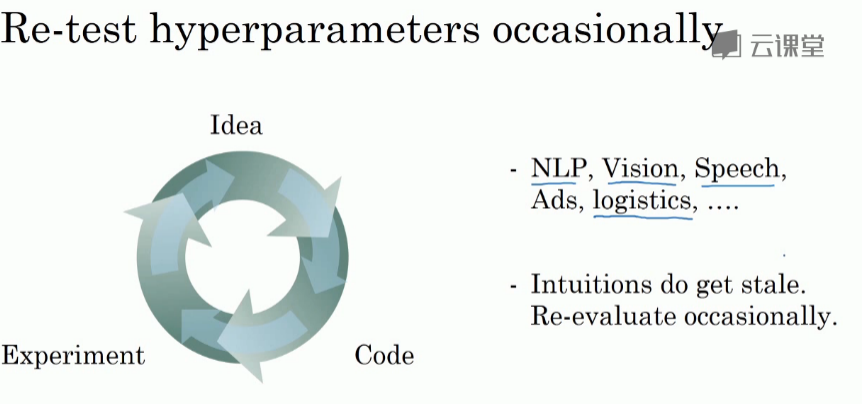 Re-test hyperparameters occasionally
云课堂
Idea
- NLP, Vision, Speech,
Ads, logistics, ....
- Intuitions do get stale.
Re-evaluate occasionally.
Experiment
Code